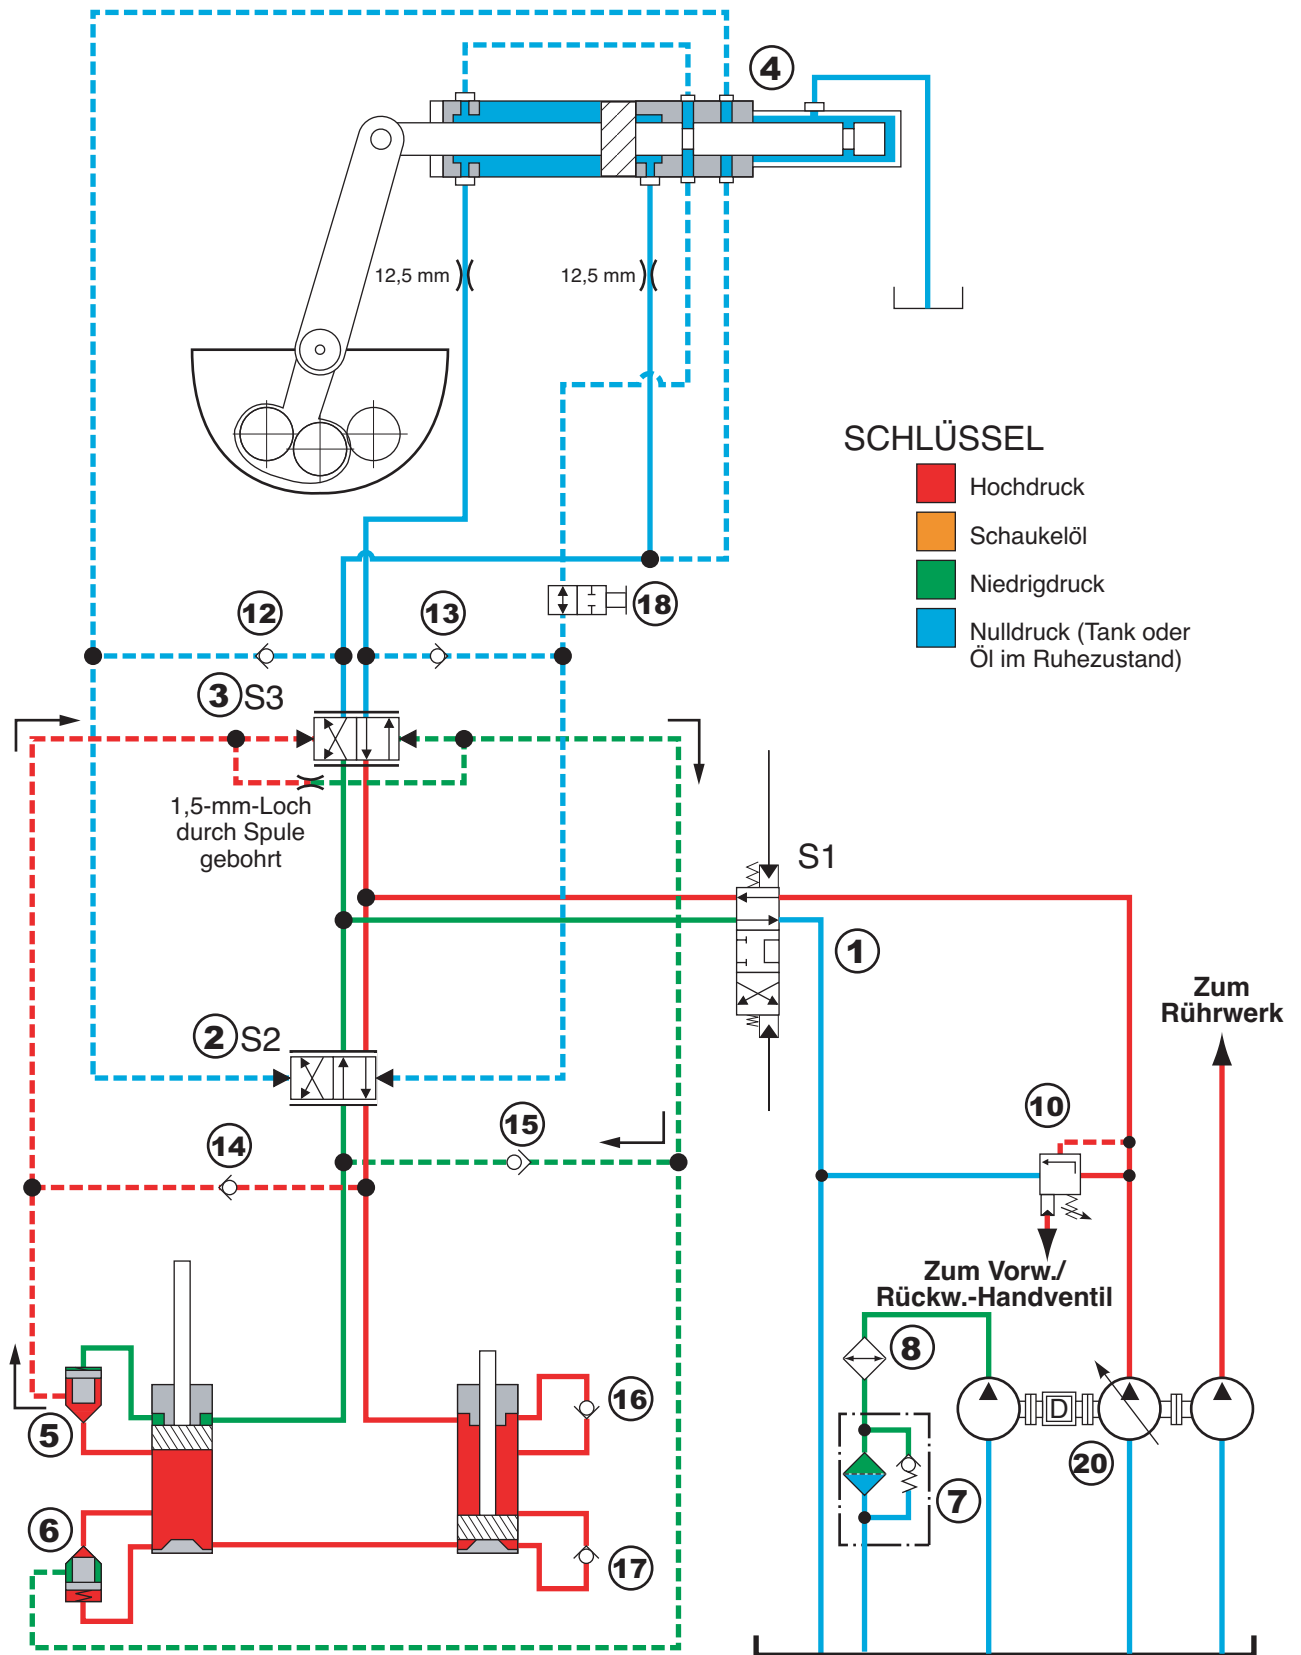 4
12,5 mm
12,5 mm
SCHLÜSSEL
Hochdruck
Schaukelöl
Niedrigdruck
Nulldruck (Tank oder
Öl im Ruhezustand)
18
12
13
3 S3
1,5-mm-Loch
durch Spule
gebohrt
S1
1
Zum
Rührwerk
2 S2
10
15
14
Zum Vorw./
Rückw.-Handventil
8
5
16
D
20
7
6
17